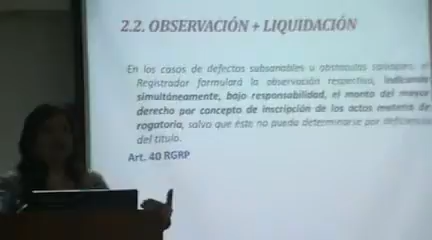 2.2. OBSERVACIÓN + LIQUIDACIÓN
En los casos de defectos subsanables u obstáculos
Registrador formulará la observación respectiva, indicando
simultáneamente, bajo responsabilidad, el monto del mayor
derecho por concepto de inscripción de los actos materia de
rogatoria, salvo que éste no pueda determinarse por deficiencias
del título.
Art. 40 RGRP